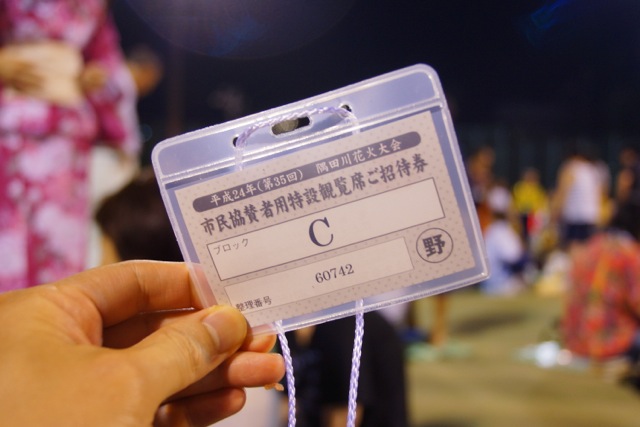 平成24年(第35回) 隅田川花火大会
市民協賛者用特設観覧席ご招待券
ブロック
C
野
60742
整理番号